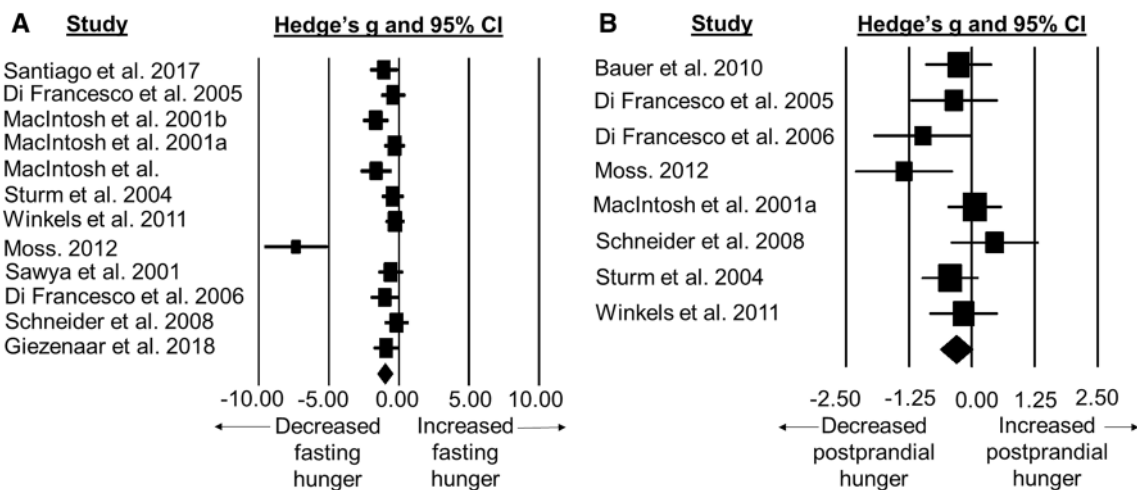 A Study Hedge's g and 95% CI
Santiago et al. 2017
Di Francesco et al. 2005
MacIntosh et al. 2001b
MacIntosh et al. 2001a
MacIntosh et al.
Sturm et al. 2004
Winkels et al. 2011
Moss. 2012
Sawya et al. 2001
Di Francesco et al. 2006
Schneider et al. 2008
Giezenaar et al. 2018
-10.00 -5.00 0.00 5.00 10.00
Decreased Increased
fasting fasting
hunger hunger
B Study Hedge's g and 95% CI
Bauer et al. 2010
Di Francesco et al. 2005
Di Francesco et al. 2006
Moss. 2012
MacIntosh et al. 2001a
Schneider et al. 2008
Sturm et al. 2004
Winkels et al. 2011
-2.50 -1.25 0.00 1.25 2.50
Decreased Increased
postprandial postprandial
hunger hunger